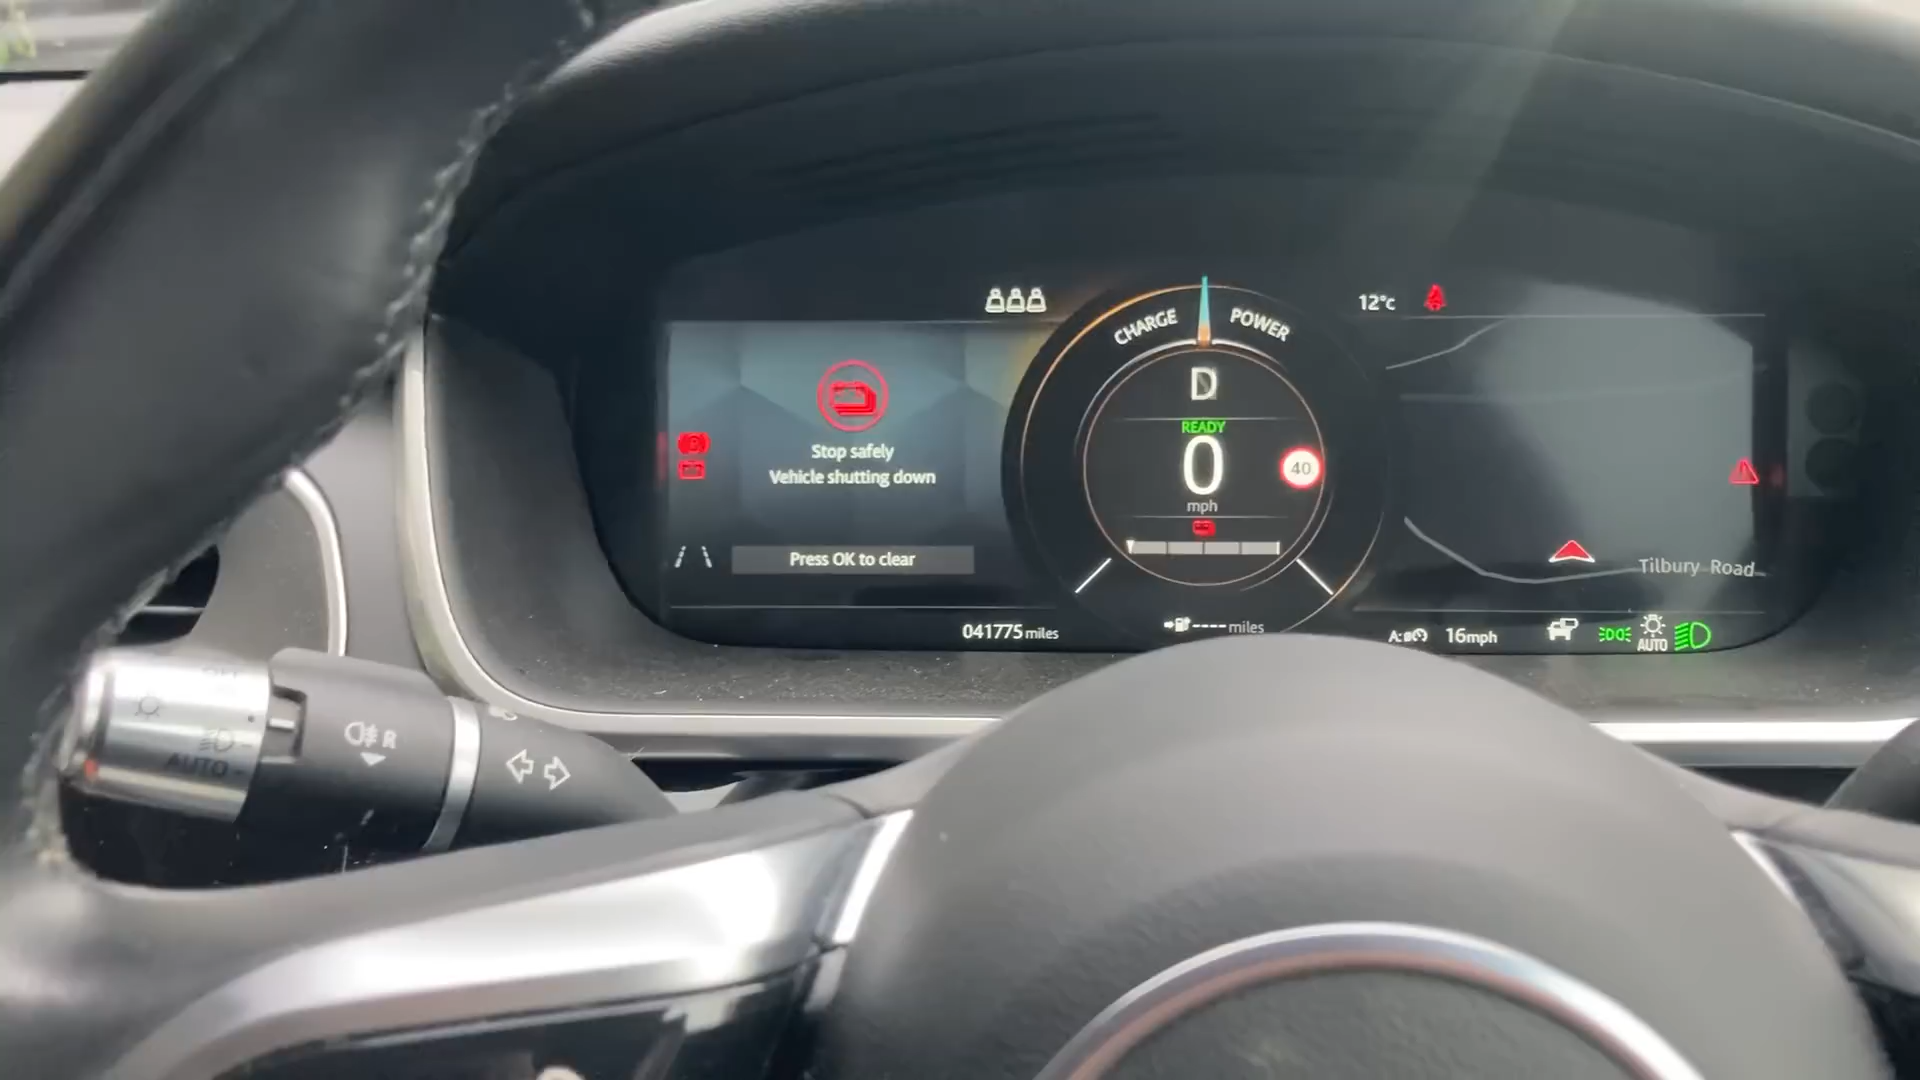 12°c
CHARGE
POWER
D
READY
0
mph
40
Stop safely
Vehicle shutting down
Press OK to clear
Tilbury Road
041775 miles
---- miles
A:
16mph
AUTO
R
AUTO